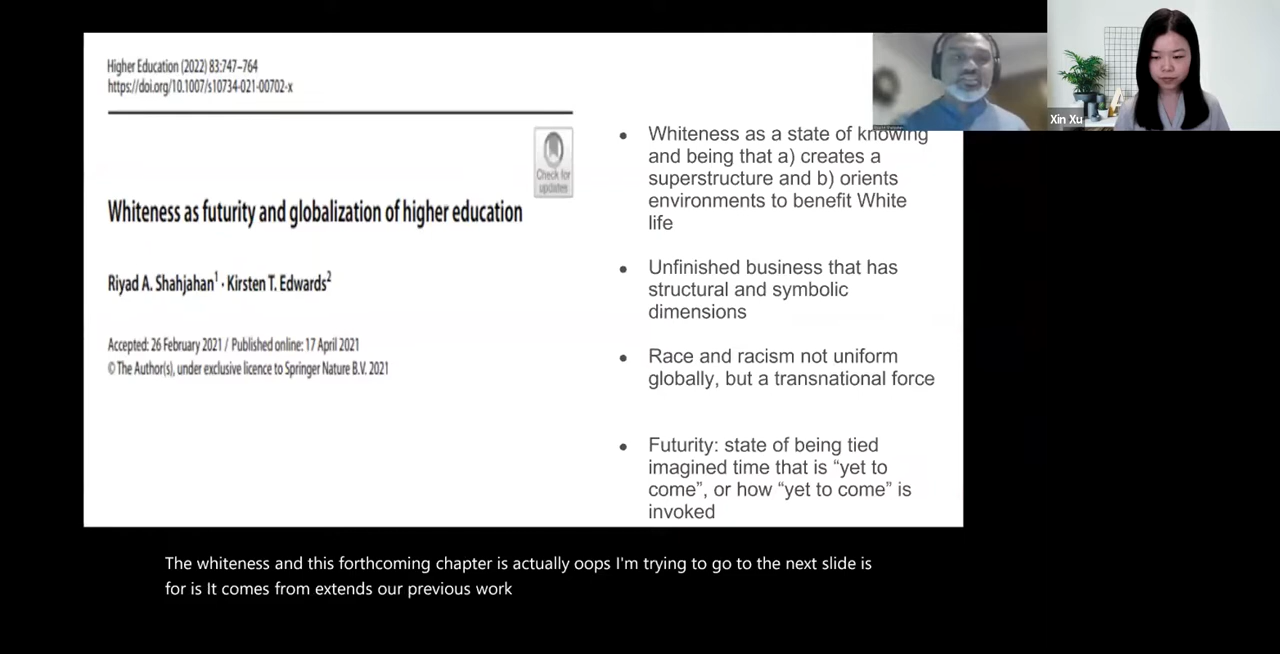 Higher Education (2022) 83:747–764
https://doi.org/10.1007/s10734-021-00702-x
Check for
updates
Whiteness as futurity and globalization of higher education
Riyad A. Shahjahan1 · Kirsten T. Edwards2
Accepted: 26 February 2021 / Published online: 17 April 2021
© The Author(s), under exclusive licence to Springer Nature B.V. 2021
• Whiteness as a state of knowing
and being that a) creates a
superstructure and b) orients
environments to benefit White
life
• Unfinished business that has
structural and symbolic
dimensions
• Race and racism not uniform
globally, but a transnational force
• Futurity: state of being tied
imagined time that is “yet to
come”, or how “yet to come” is
invoked
Xin Xu
The whiteness and this forthcoming chapter is actually oops I'm trying to go to the next slide is
for is It comes from extends our previous work